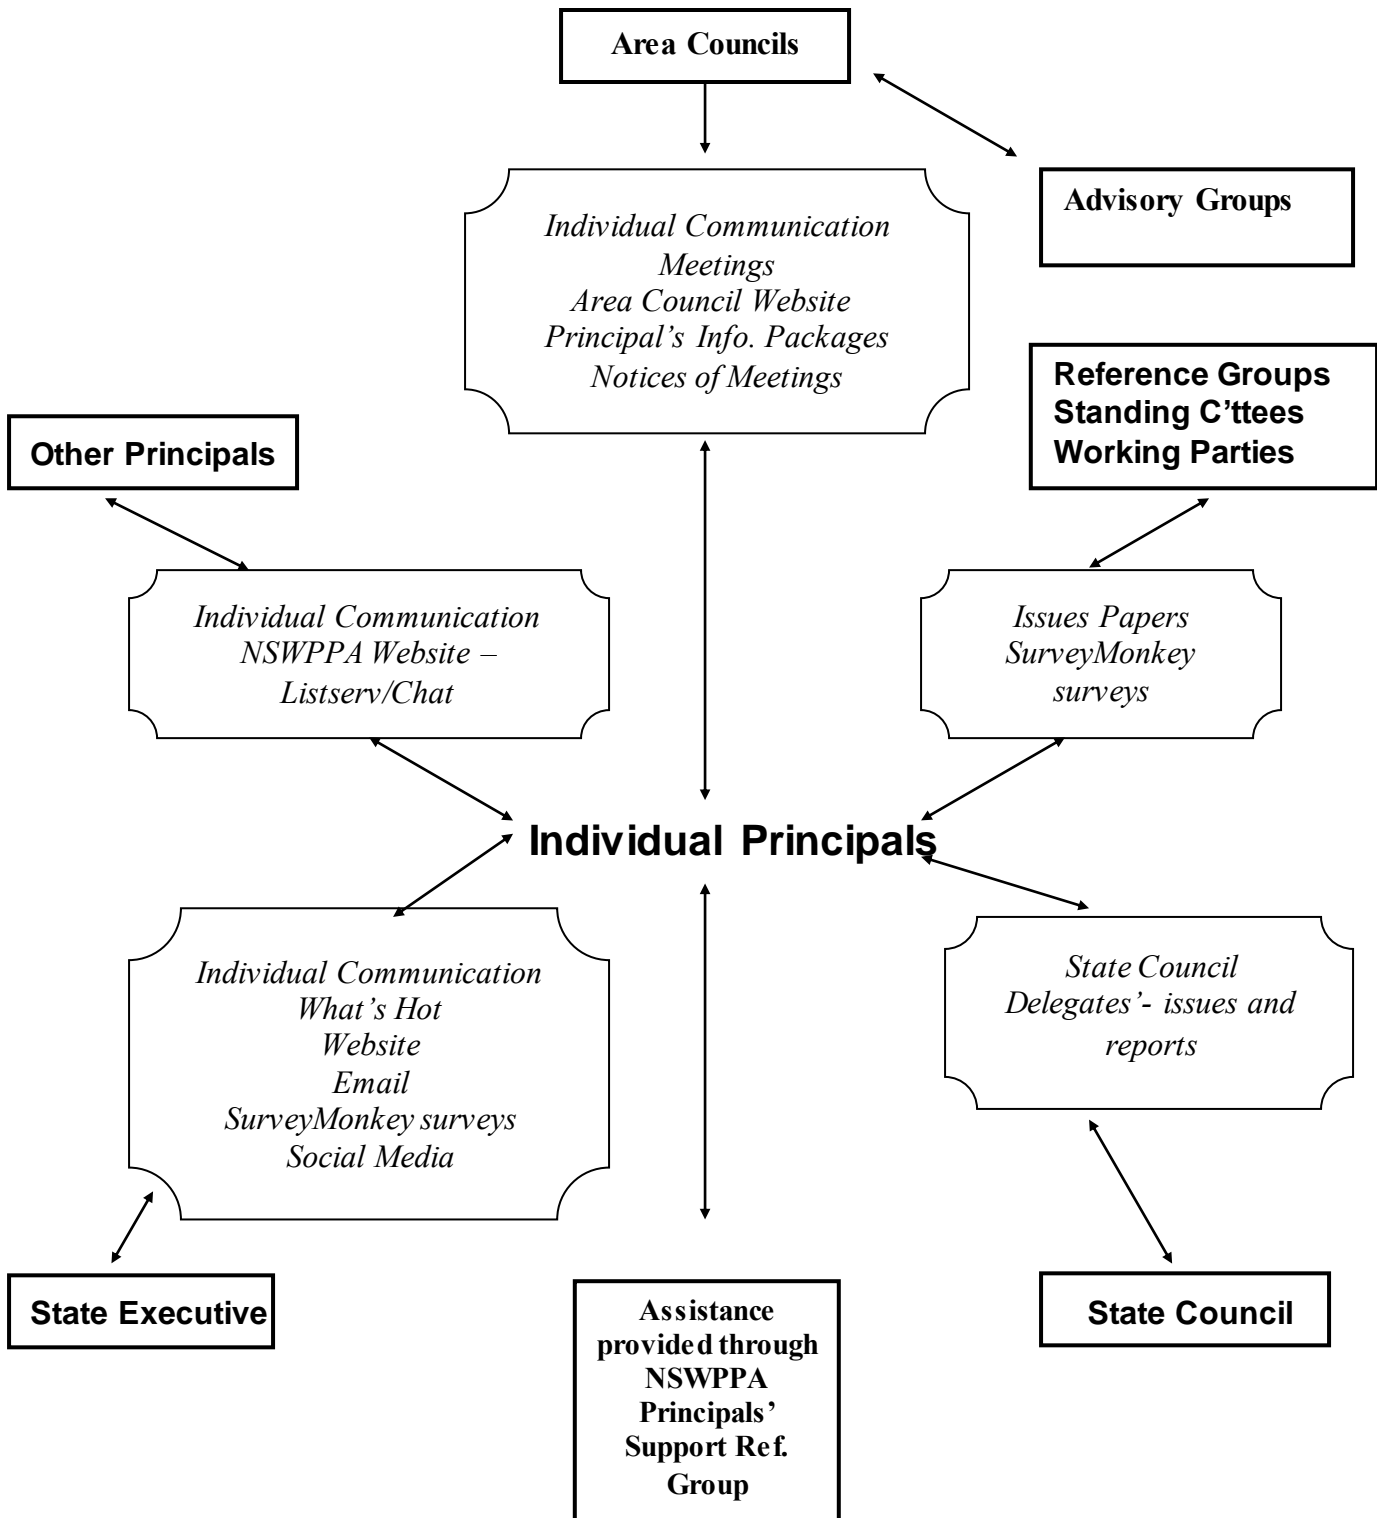 Area Councils
Advisory Groups
Individual Communication
Meetings
Area Council Website
Principal’s Info. Packages
Notices of Meetings
Reference Groups
Standing C’ttees
Working Parties
Other Principals
Individual Communication
NSWPPA Website –
Listserv/Chat
Issues Papers
SurveyMonkey
surveys
Individual Principals
Individual Communication
What’s Hot
Website
Email
SurveyMonkey surveys
Social Media
State Council
Delegates’- issues and
reports
State Executive
Assistance
provided through
NSWPPA
Principals’
Support Ref.
Group
State Council